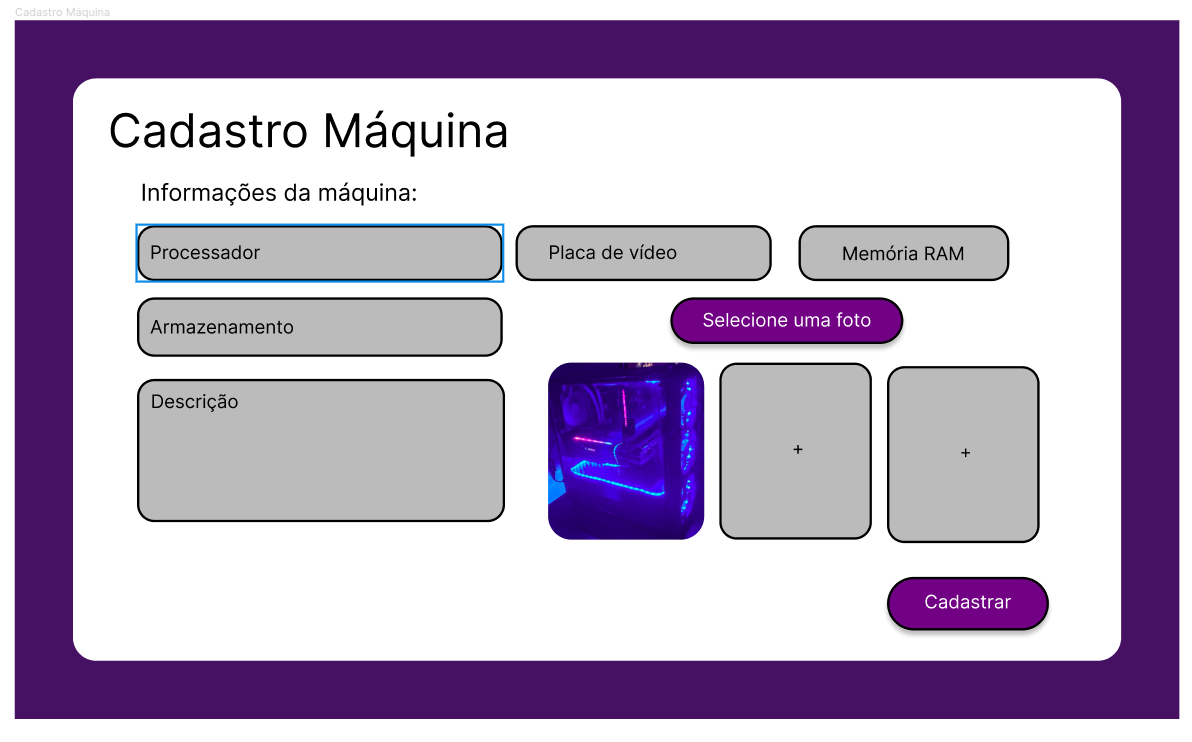 Cadastro Máquina
Cadastro Máquina
Informações da máquina:
Processador
Placa de vídeo
Memória RAM
Armazenamento
Selecione uma foto
Descrição
+
+
Cadastrar